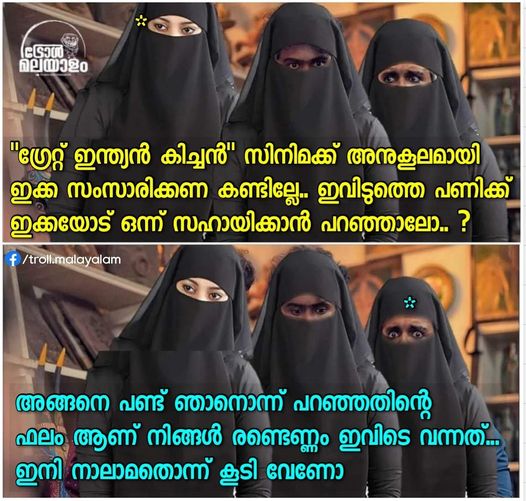 ട്രോൾ
മലയാളം
"ഗ്രേറ്റ് ഇന്ത്യൻ കിച്ചൻ" സിനിമക്ക് അനുകൂലമായി
ഇക്ക സംസാരിക്കണ കണ്ടില്ലേ.. ഇവിടുത്തെ പണിക്ക്
ഇക്കയോട് ഒന്ന് സഹായിക്കാൻ പറഞ്ഞാലോ.. ?
f /troll.malayalam
അങ്ങനെ പണ്ട് ഞാനൊന്ന് പറഞ്ഞതിന്റെ
ഫലം ആണ് നിങ്ങൾ രണ്ടെണ്ണം ഇവിടെ വന്നത്...
ഇനി നാലാമതൊന്ന് കൂടി വേണോ